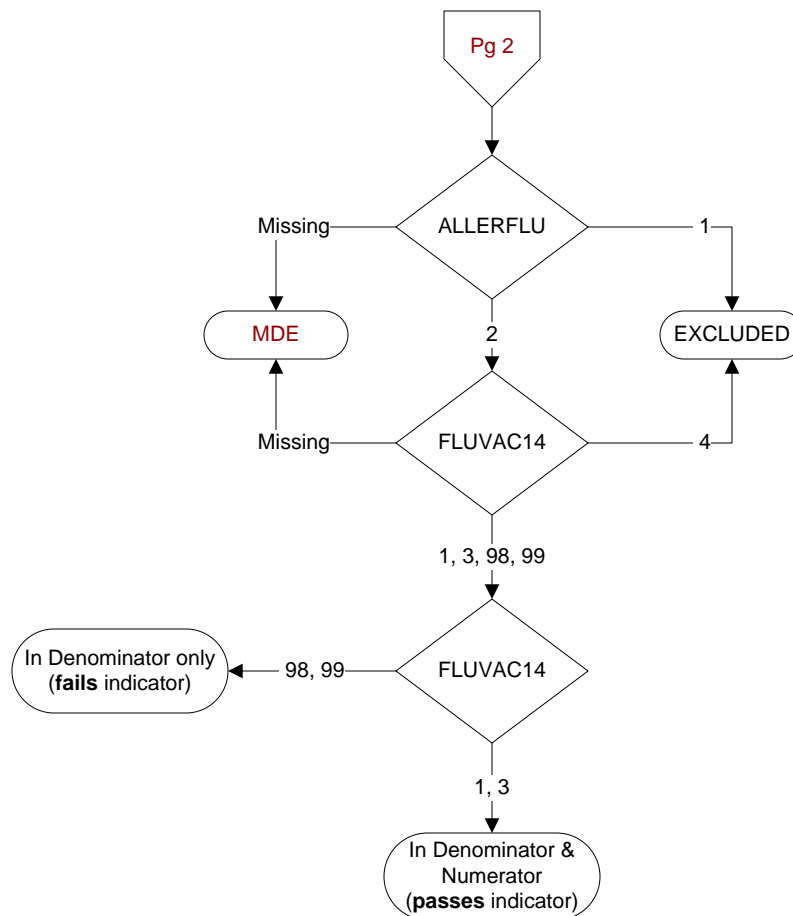 Pg 2
ALLERFLU
Missing
1
MDE
2
EXCLUDED
FLUVAC14
Missing
4
1, 3, 98, 99
In Denominator only
(fails indicator)
98, 99
FLUVAC14
1, 3
In Denominator &
Numerator
(passes indicator)